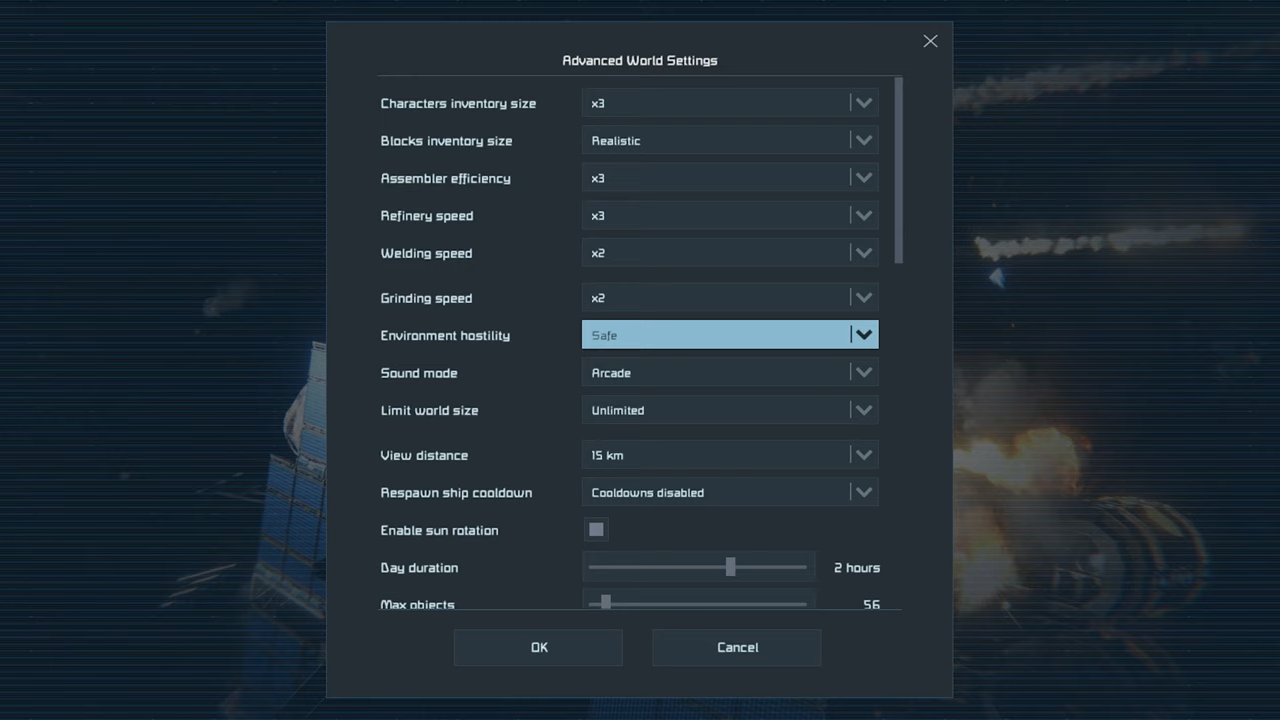 Advanced World Settings
Characters inventory size x3
Blocks inventory size Realistic
Assembler efficiency x3
Refinery speed x3
Welding speed x2
Grinding speed x2
Environment hostility Safe
Sound mode Arcade
Limit world size Unlimited
View distance 15 km
Respawn ship cooldown Cooldowns disabled
Enable sun rotation
Day duration 2 hours
Max objects 56
OK Cancel